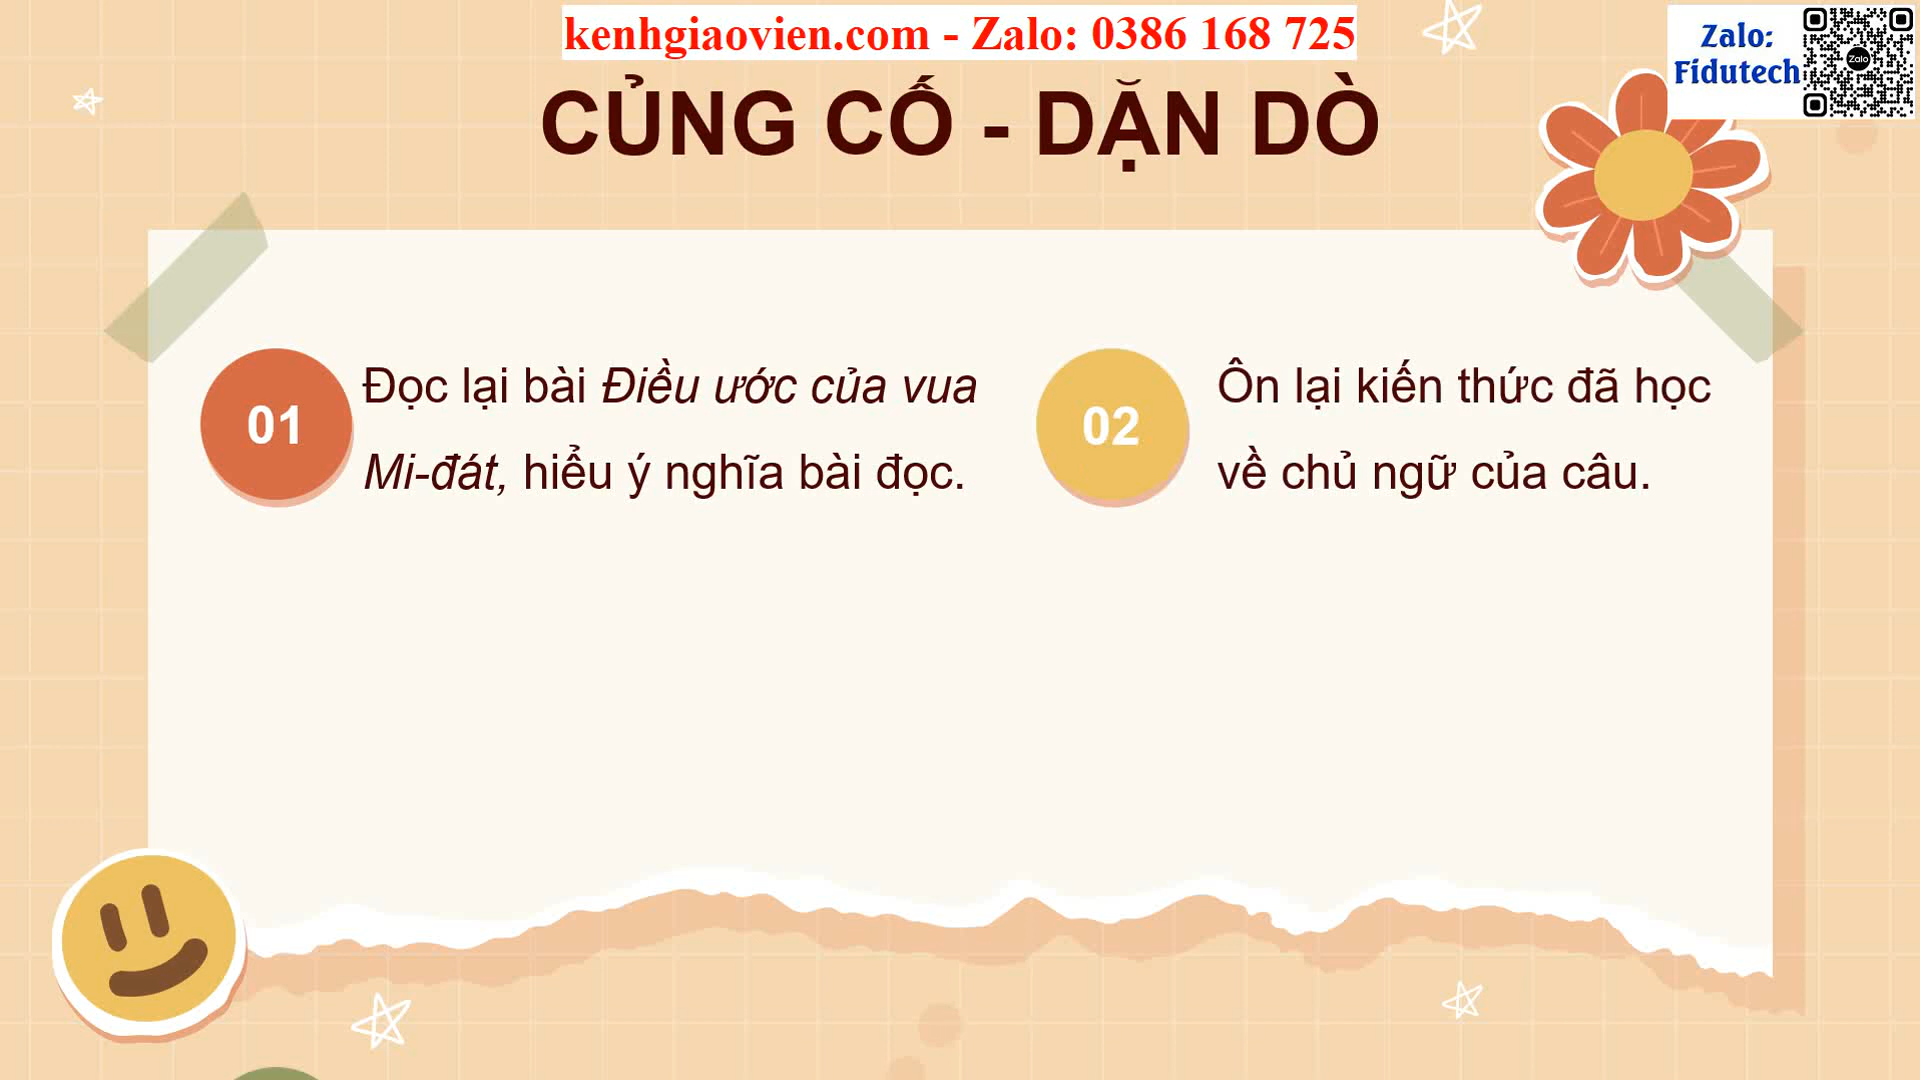 kenhgiaovien.com - Zalo: 0386 168 725
Zalo:
Fidutech
Zalo
CỦNG CỐ - DẶN DÒ
01
Đọc lại bài Điều ước của vua
Mi-đát, hiểu ý nghĩa bài đọc.
02
Ôn lại kiến thức đã học
về chủ ngữ của câu.